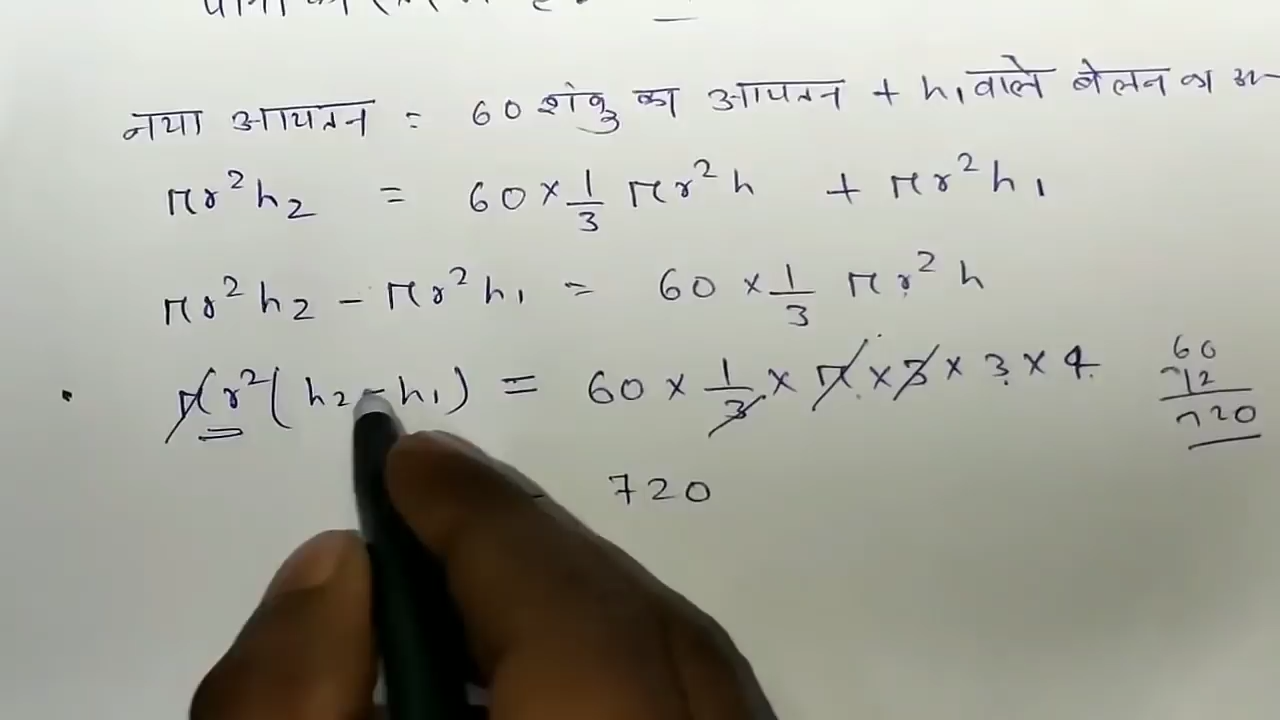 नया आयतन = 60 शंकु का आयतन + h₁ वाले बेलन का
πr²h₂ = 60 × 1/3 πr²h + πr²h₁
πr²h₂ - πr²h₁ = 60 × 1/3 πr²h
πr²(h₂-h₁) = 60 × 1/3 × π × 3 × 3 × 4
60
12
720
720